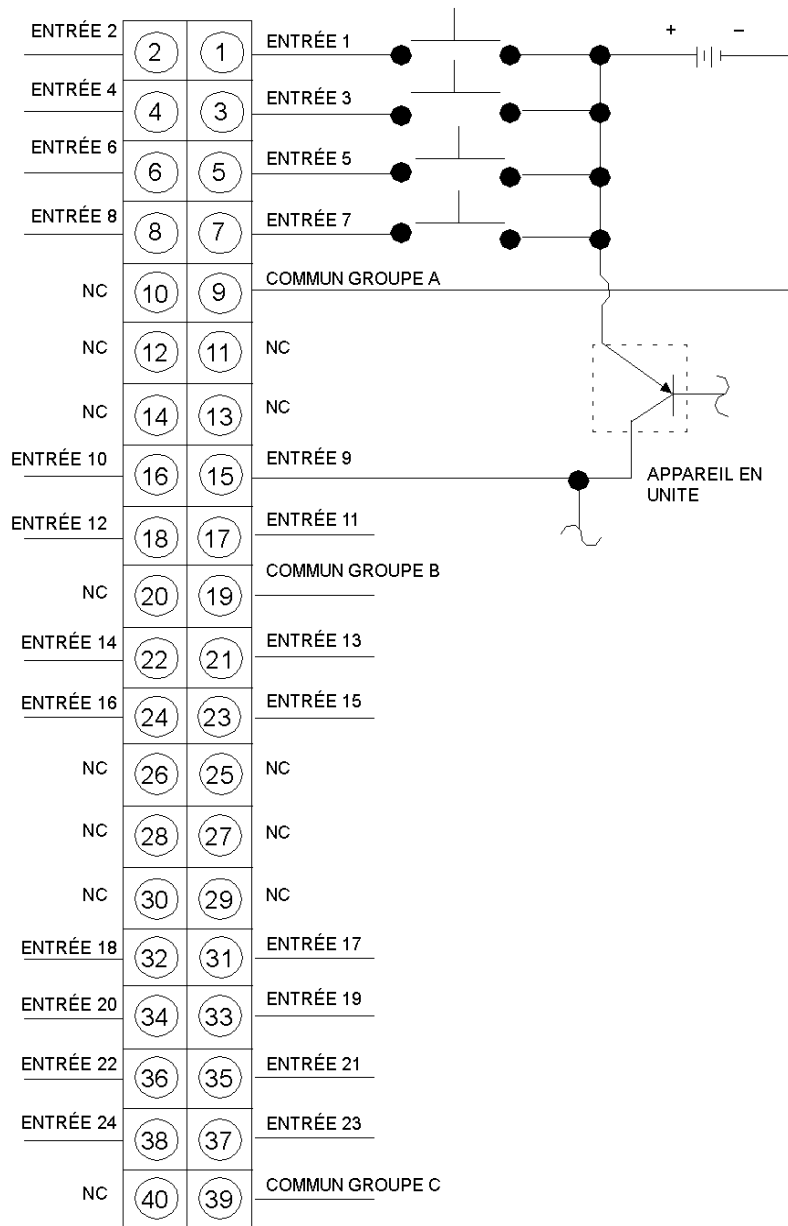 ENTRÉE 2 2 1 ENTRÉE 1 + −
ENTRÉE 4 4 3 ENTRÉE 3
ENTRÉE 6 6 5 ENTRÉE 5
ENTRÉE 8 8 7 ENTRÉE 7
NC 10 9 COMMUN GROUPE A
NC 12 11 NC
NC 14 13 NC
ENTRÉE 10 16 15 ENTRÉE 9
APPAREIL EN
UNITE
ENTRÉE 12 18 17 ENTRÉE 11
NC 20 19 COMMUN GROUPE B
ENTRÉE 14 22 21 ENTRÉE 13
ENTRÉE 16 24 23 ENTRÉE 15
NC 26 25 NC
NC 28 27 NC
NC 30 29 NC
ENTRÉE 18 32 31 ENTRÉE 17
ENTRÉE 20 34 33 ENTRÉE 19
ENTRÉE 22 36 35 ENTRÉE 21
ENTRÉE 24 38 37 ENTRÉE 23
NC 40 39 COMMUN GROUPE C